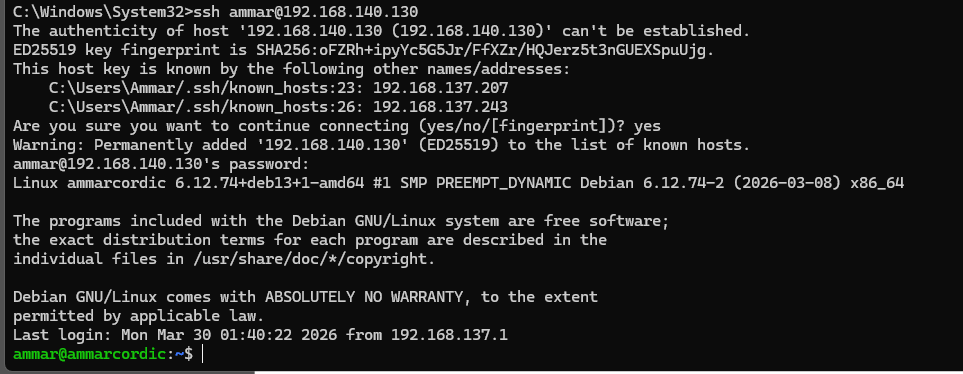 C:\Windows\System32>ssh ammar@192.168.140.130
The authenticity of host '192.168.140.130 (192.168.140.130)' can't be established.
ED25519 key fingerprint is SHA256:oFZRh+ipyYc5G5Jr/FfXZr/HQJerz5t3nGUEXSpuUjg.
This host key is known by the following other names/addresses:
    C:\Users\Ammar/.ssh/known_hosts:23: 192.168.137.207
    C:\Users\Ammar/.ssh/known_hosts:26: 192.168.137.243
Are you sure you want to continue connecting (yes/no/[fingerprint])? yes
Warning: Permanently added '192.168.140.130' (ED25519) to the list of known hosts.
ammar@192.168.140.130's password:
Linux ammarcordic 6.12.74+deb13+1-amd64 #1 SMP PREEMPT_DYNAMIC Debian 6.12.74-2 (2026-03-08) x86_64

The programs included with the Debian GNU/Linux system are free software;
the exact distribution terms for each program are described in the
individual files in /usr/share/doc/*/copyright.

Debian GNU/Linux comes with ABSOLUTELY NO WARRANTY, to the extent
permitted by applicable law.
Last login: Mon Mar 30 01:40:22 2026 from 192.168.137.1
ammar@ammarcordic:~$